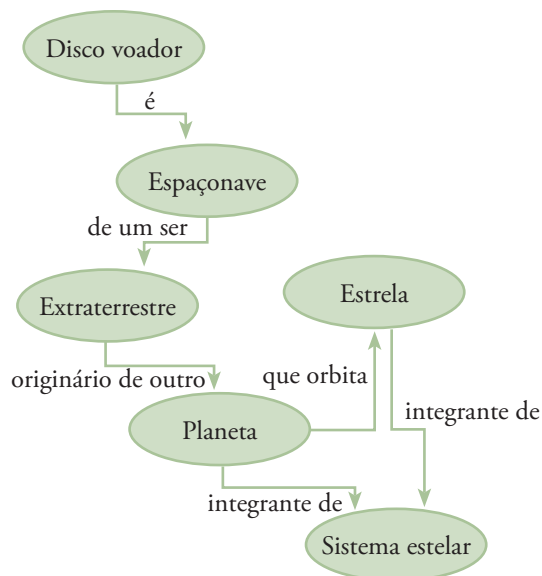 Disco voador
é
Espaçonave
de um ser
Extraterrestre
Estrela
originário de outro
que orbita
Planeta
integrante de
integrante de
Sistema estelar